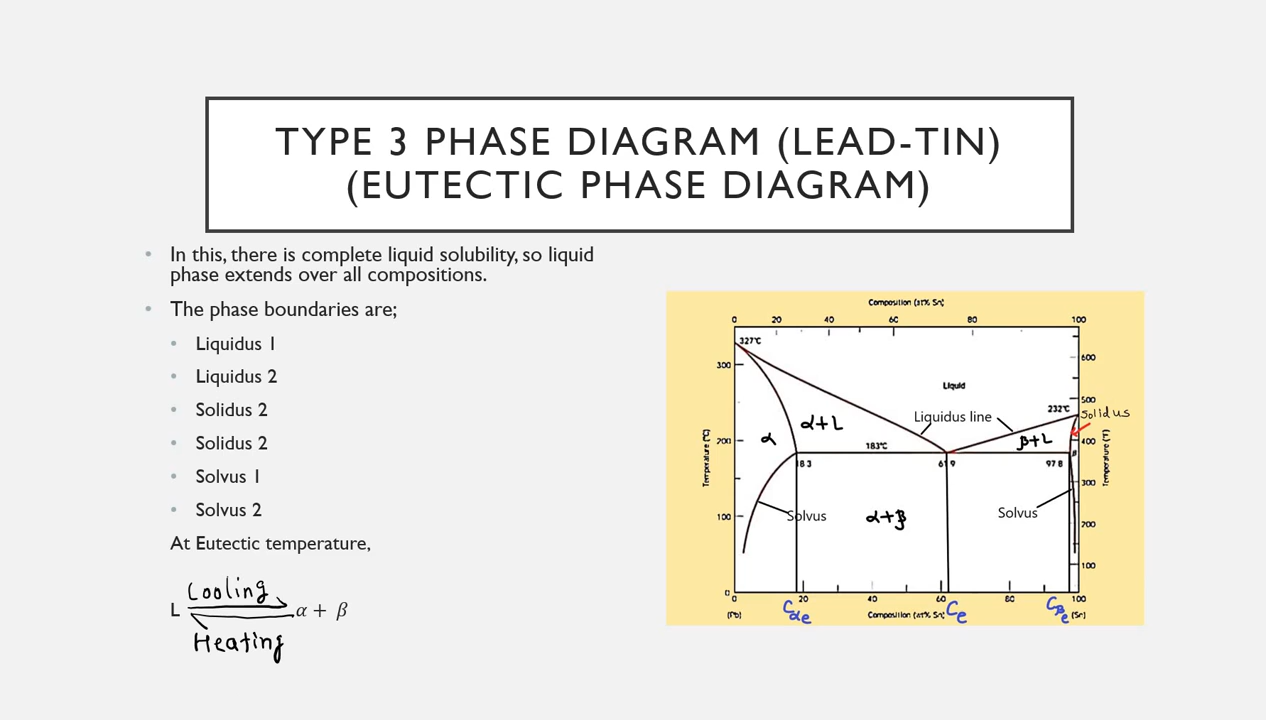 TYPE 3 PHASE DIAGRAM (LEAD-TIN)
(EUTECTIC PHASE DIAGRAM)
• In this, there is complete liquid solubility, so liquid
phase extends over all compositions.
• The phase boundaries are;
• Liquidus 1
• Liquidus 2
• Solidus 2
• Solidus 2
• Solvus 1
• Solvus 2
At Eutectic temperature,
Cooling
L α + β
Heating
Composition (at% Sn)
0 20 40 60 80 100
327°C
600
300
Liquid
500
232°C
Solidus
Liquidus line
α+L
400
200
α
183°C
β+L
β
18.3 61.9 97.8
Temperature (°C)
Temperature (°F)
300
Solvus
Solvus
100
α+β
200
100
0
0 20 40 60 80 100
Cαe Ce Cβe
(Pb) Composition (wt% Sn) (Sn)